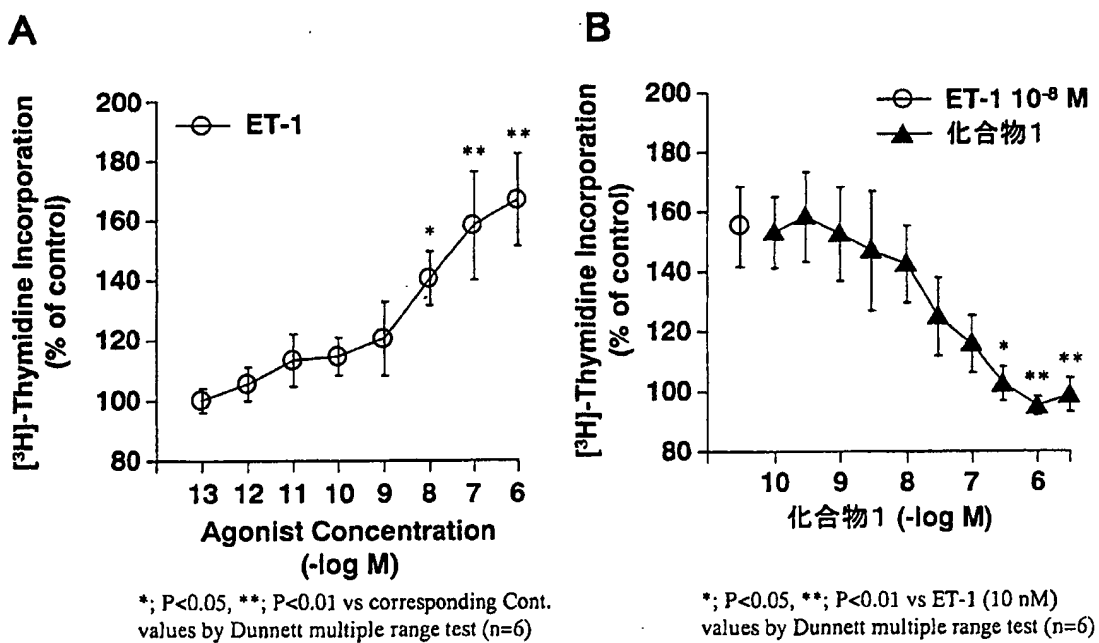 A
[³H]-Thymidine Incorporation
(% of control)
200
180
160
140
120
100
80
ET-1
*
**
**
13 12 11 10 9 8 7 6
Agonist Concentration
(-log M)
*; P<0.05, **; P<0.01 vs corresponding Cont.
values by Dunnett multiple range test (n=6)
B
[³H]-Thymidine Incorporation
(% of control)
200
180
160
140
120
100
80
ET-1 10⁻⁸ M
化合物1
*
**
**
10 9 8 7 6
化合物1 (-log M)
*; P<0.05, **; P<0.01 vs ET-1 (10 nM)
values by Dunnett multiple range test (n=6)